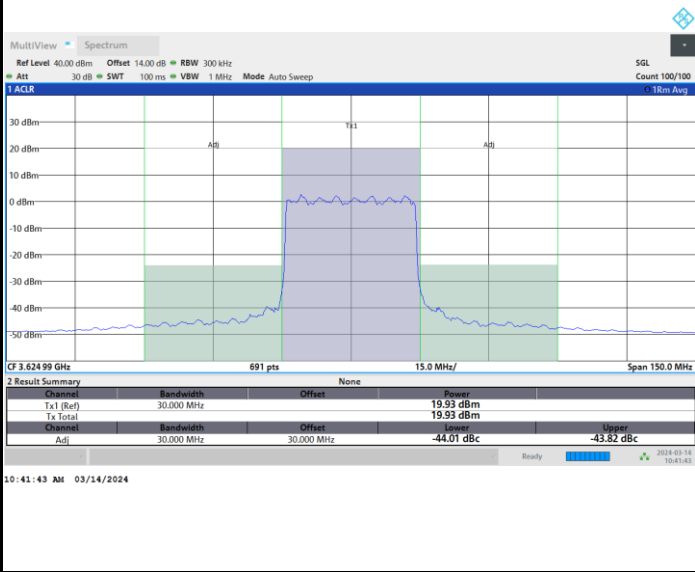 MultiView Spectrum
Ref Level 40.00 dBm Offset 14.00 dB RBW 300 kHz SGL
Att 30 dB SWT 100 ms VBW 1 MHz Mode Auto Sweep Count 100/100
1 ACLR 1Rm Avg
30 dBm
Tx1
20 dBm
Adj Adj
10 dBm
0 dBm
-10 dBm
-20 dBm
-30 dBm
-40 dBm
-50 dBm
CF 3.624 99 GHz 691 pts 15.0 MHz/ Span 150.0 MHz
2 Result Summary None
Channel Bandwidth Offset Power
Tx1 (Ref) 30.000 MHz 19.93 dBm
Tx Total 19.93 dBm
Channel Bandwidth Offset Lower Upper
Adj 30.000 MHz 30.000 MHz -44.01 dBc -43.82 dBc
Ready 2024-03-14
10:41:43
10:41:43 AM 03/14/2024